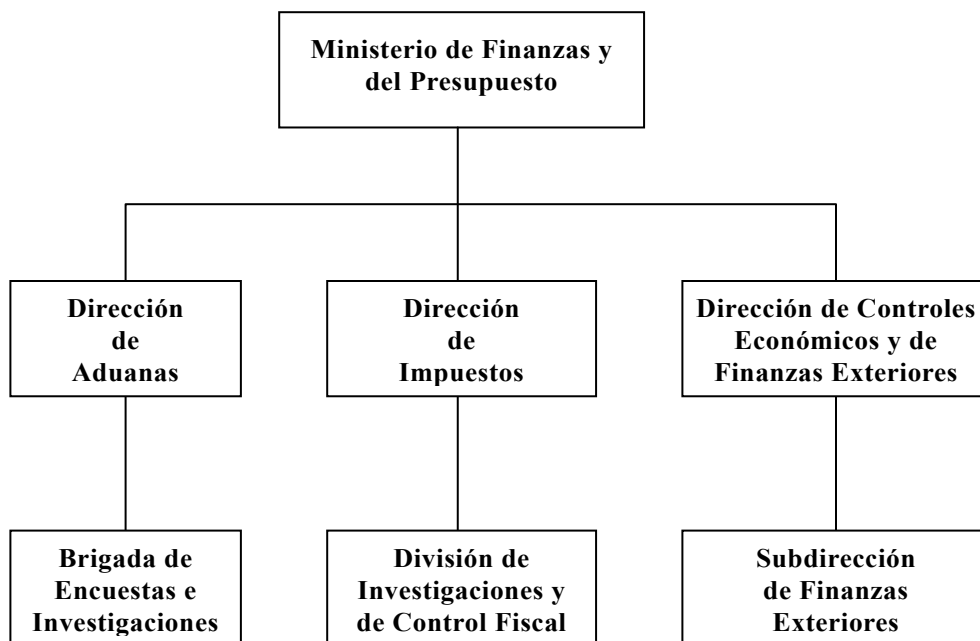 Ministerio de Finanzas y
del Presupuesto
Dirección
de
Aduanas
Dirección
de
Impuestos
Dirección de Controles
Económicos y de
Finanzas Exteriores
Brigada de
Encuestas e
Investigaciones
División de
Investigaciones y
de Control Fiscal
Subdirección
de Finanzas
Exteriores